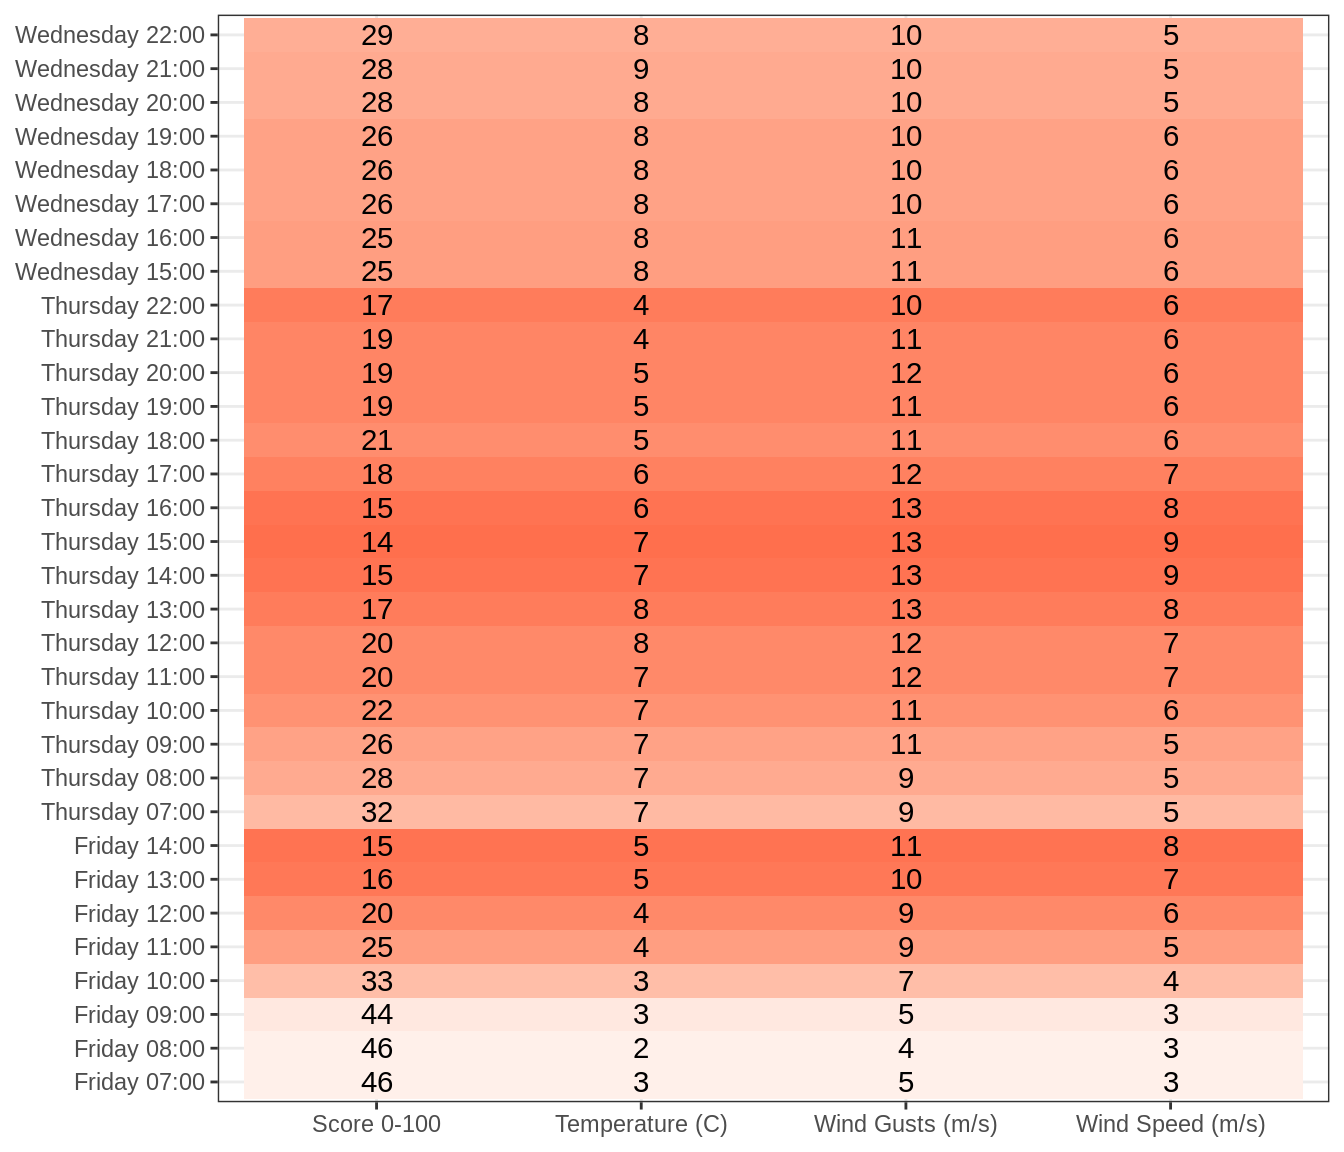 Wednesday 22:00 29 8 10 5
Wednesday 21:00 28 9 10 5
Wednesday 20:00 28 8 10 5
Wednesday 19:00 26 8 10 6
Wednesday 18:00 26 8 10 6
Wednesday 17:00 26 8 10 6
Wednesday 16:00 25 8 11 6
Wednesday 15:00 25 8 11 6
Thursday 22:00 17 4 10 6
Thursday 21:00 19 4 11 6
Thursday 20:00 19 5 12 6
Thursday 19:00 19 5 11 6
Thursday 18:00 21 5 11 6
Thursday 17:00 18 6 12 7
Thursday 16:00 15 6 13 8
Thursday 15:00 14 7 13 9
Thursday 14:00 15 7 13 9
Thursday 13:00 17 8 13 8
Thursday 12:00 20 8 12 7
Thursday 11:00 20 7 12 7
Thursday 10:00 22 7 11 6
Thursday 09:00 26 7 11 5
Thursday 08:00 28 7 9 5
Thursday 07:00 32 7 9 5
Friday 14:00 15 5 11 8
Friday 13:00 16 5 10 7
Friday 12:00 20 4 9 6
Friday 11:00 25 4 9 5
Friday 10:00 33 3 7 4
Friday 09:00 44 3 5 3
Friday 08:00 46 2 4 3
Friday 07:00 46 3 5 3
Score 0-100 Temperature (C) Wind Gusts (m/s) Wind Speed (m/s)